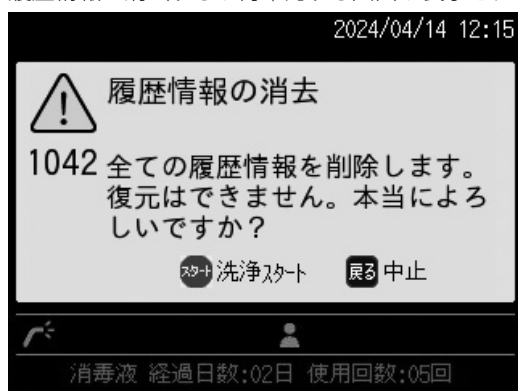 2024/04/14 12:15
履歴情報の消去
1042 全ての履歴情報を削除します。
復元はできません。本当によろ
しいですか？
スタート 洗浄スタート 戻る 中止
消毒液 経過日数:02日 使用回数:05回